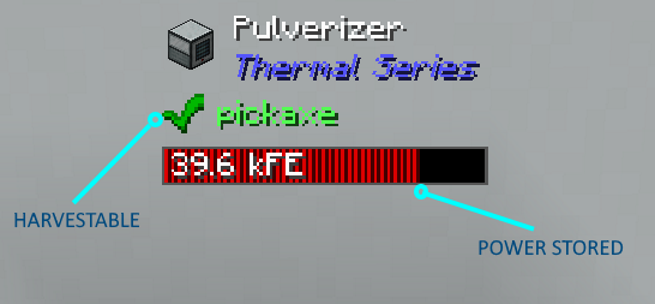 Pulverizer
Thermal Series
pickaxe
39.6 kFE
HARVESTABLE
POWER STORED